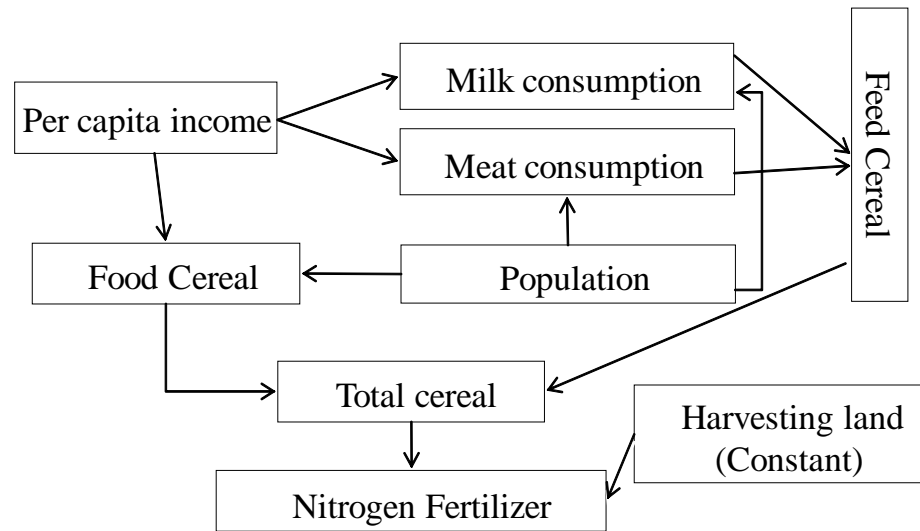 Milk consumption
Per capita income
Meat consumption
Feed Cereal
Food Cereal
Population
Total cereal
Harvesting land
(Constant)
Nitrogen Fertilizer